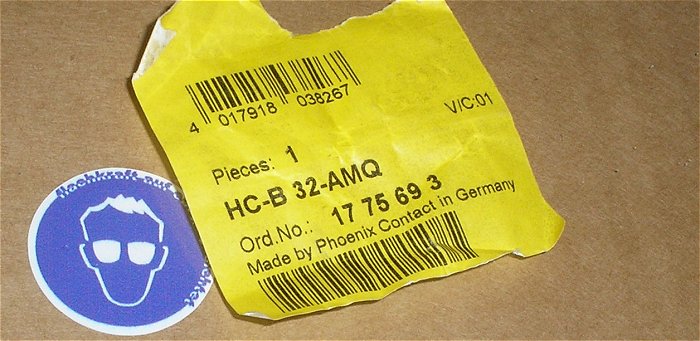 4 017918 038267
V/C:01
Pieces: 1
HC-B 32-AMQ
Ord.No.: 17 75 69 3
Made by Phoenix Contact in Germany